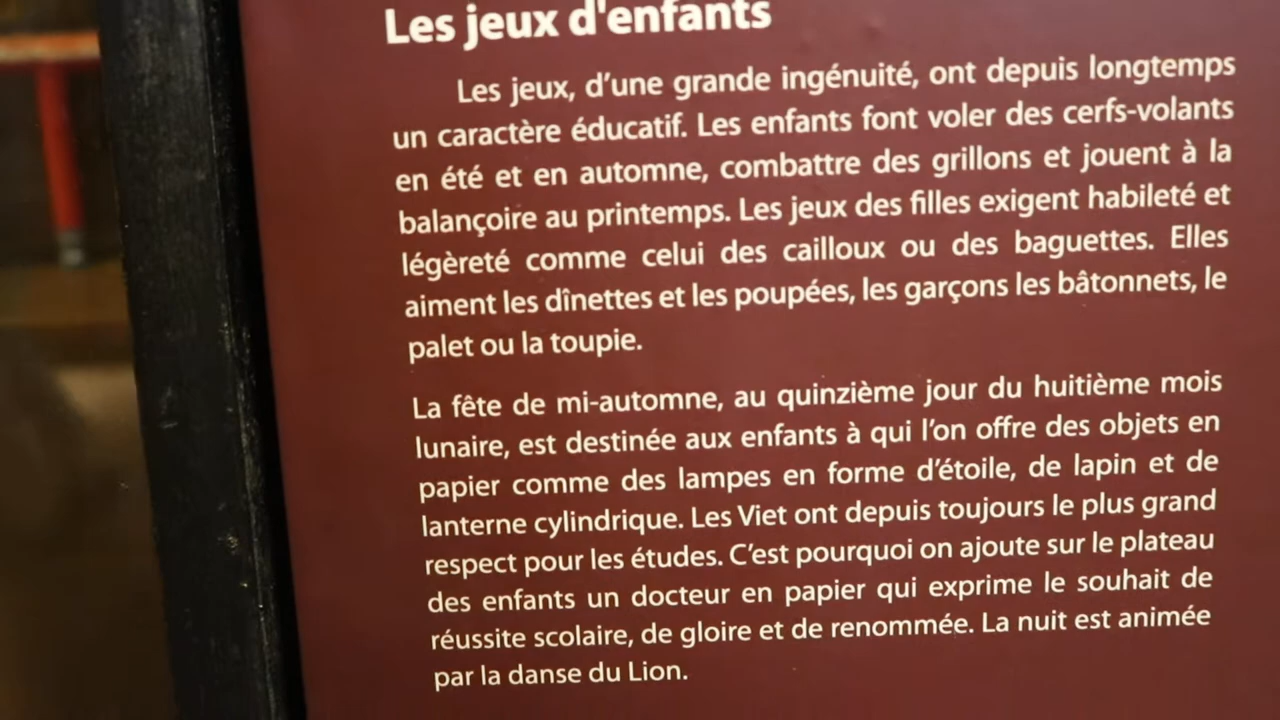 Les jeux d'enfants
Les jeux, d’une grande ingénuité, ont depuis longtemps
un caractère éducatif. Les enfants font voler des cerfs-volants
en été et en automne, combattre des grillons et jouent à la
balançoire au printemps. Les jeux des filles exigent habileté et
légèreté comme celui des cailloux ou des baguettes. Elles
aiment les dînettes et les poupées, les garçons les bâtonnets, le
palet ou la toupie.
La fête de mi-automne, au quinzième jour du huitième mois
lunaire, est destinée aux enfants à qui l’on offre des objets en
papier comme des lampes en forme d’étoile, de lapin et de
lanterne cylindrique. Les Viet ont depuis toujours le plus grand
respect pour les études. C’est pourquoi on ajoute sur le plateau
des enfants un docteur en papier qui exprime le souhait de
réussite scolaire, de gloire et de renommée. La nuit est animée
par la danse du Lion.